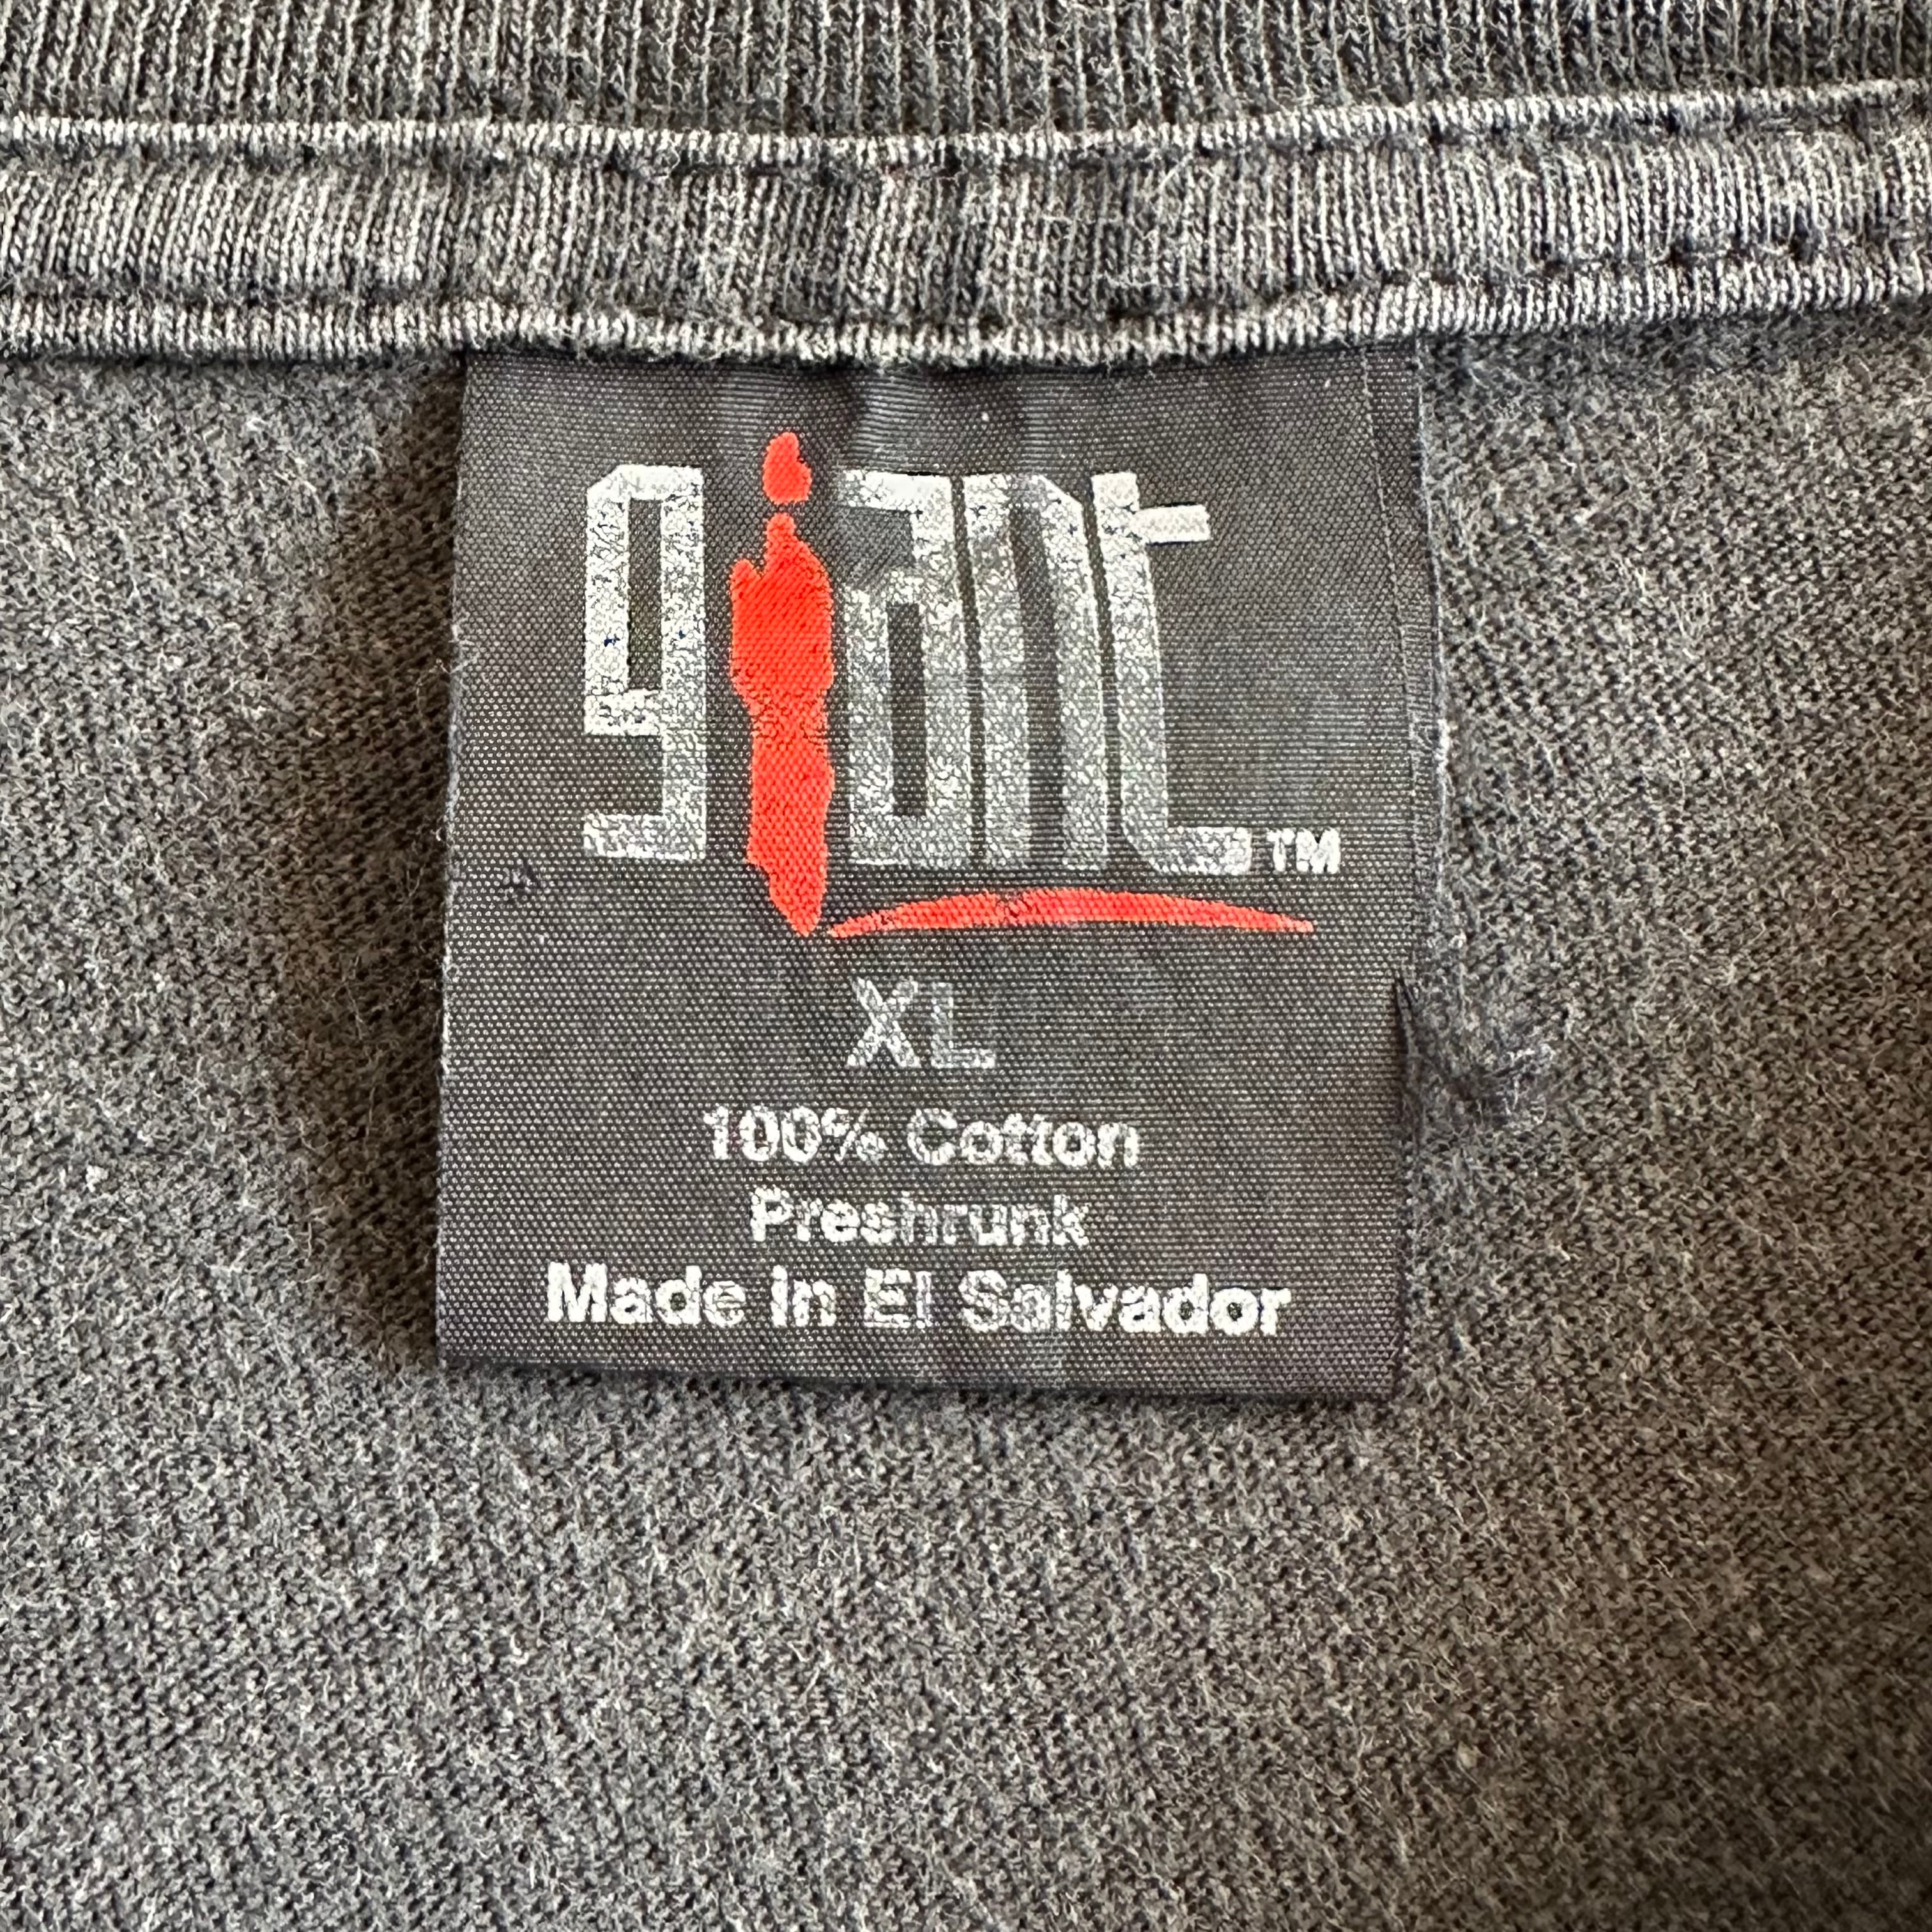 giant™
XL
100% Cotton
Preshrunk
Made in El Salvador